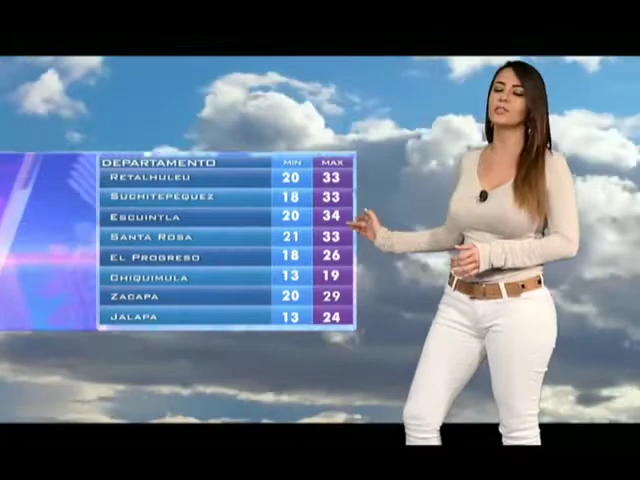 DEPARTAMENTO MIN MAX
RETALHULEU 20 33
SUCHITEPÉQUEZ 18 33
ESCUINTLA 20 34
SANTA ROSA 21 33
EL PROGRESO 18 26
CHIQUIMULA 13 19
ZACAPA 20 29
JALAPA 13 24